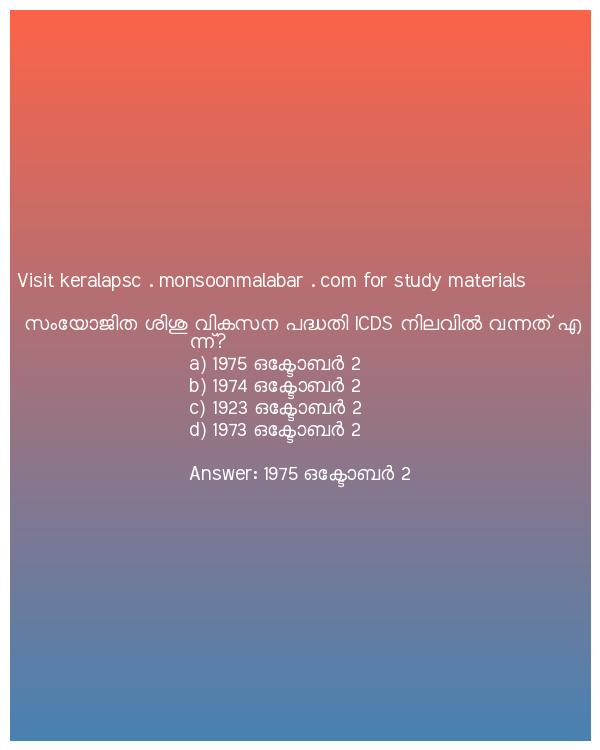 Visit keralapsc . monsoonmalabar . com for study materials
സംയോജിത ശിശു വികസന പദ്ധതി ICDS നിലവിൽ വന്നത് എ
ന്ന്?
a) 1975 ഒക്ടോബർ 2
b) 1974 ഒക്ടോബർ 2
c) 1923 ഒക്ടോബർ 2
d) 1973 ഒക്ടോബർ 2
Answer: 1975 ഒക്ടോബർ 2